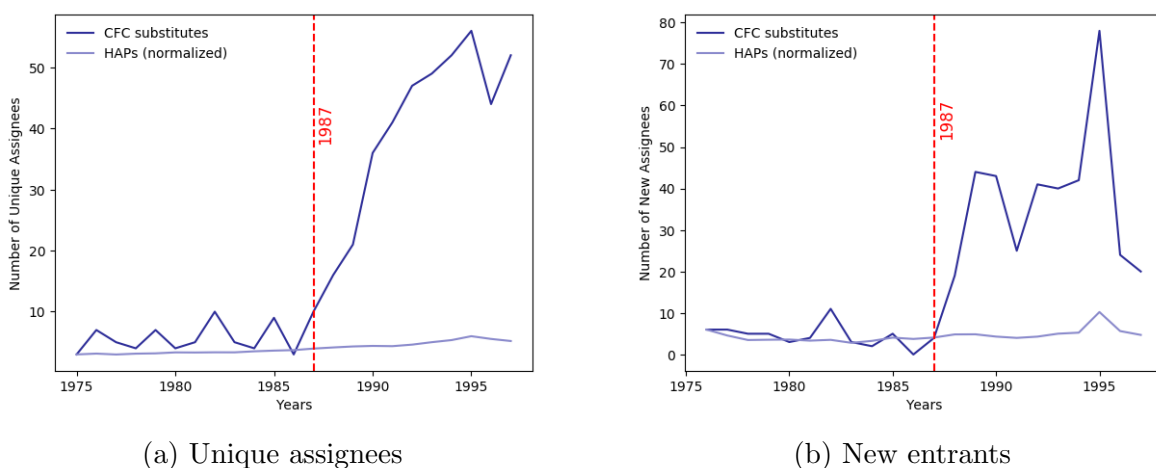 CFC substitutes
HAPs (normalized)
50
40
30
20
10
Number of Unique Assignees
1987
1975
1980
1985
1990
1995
Years
(a) Unique assignees
CFC substitutes
HAPs (normalized)
80
70
60
50
40
30
20
10
0
Number of New Assignees
1987
1975
1980
1985
1990
1995
Years
(b) New entrants